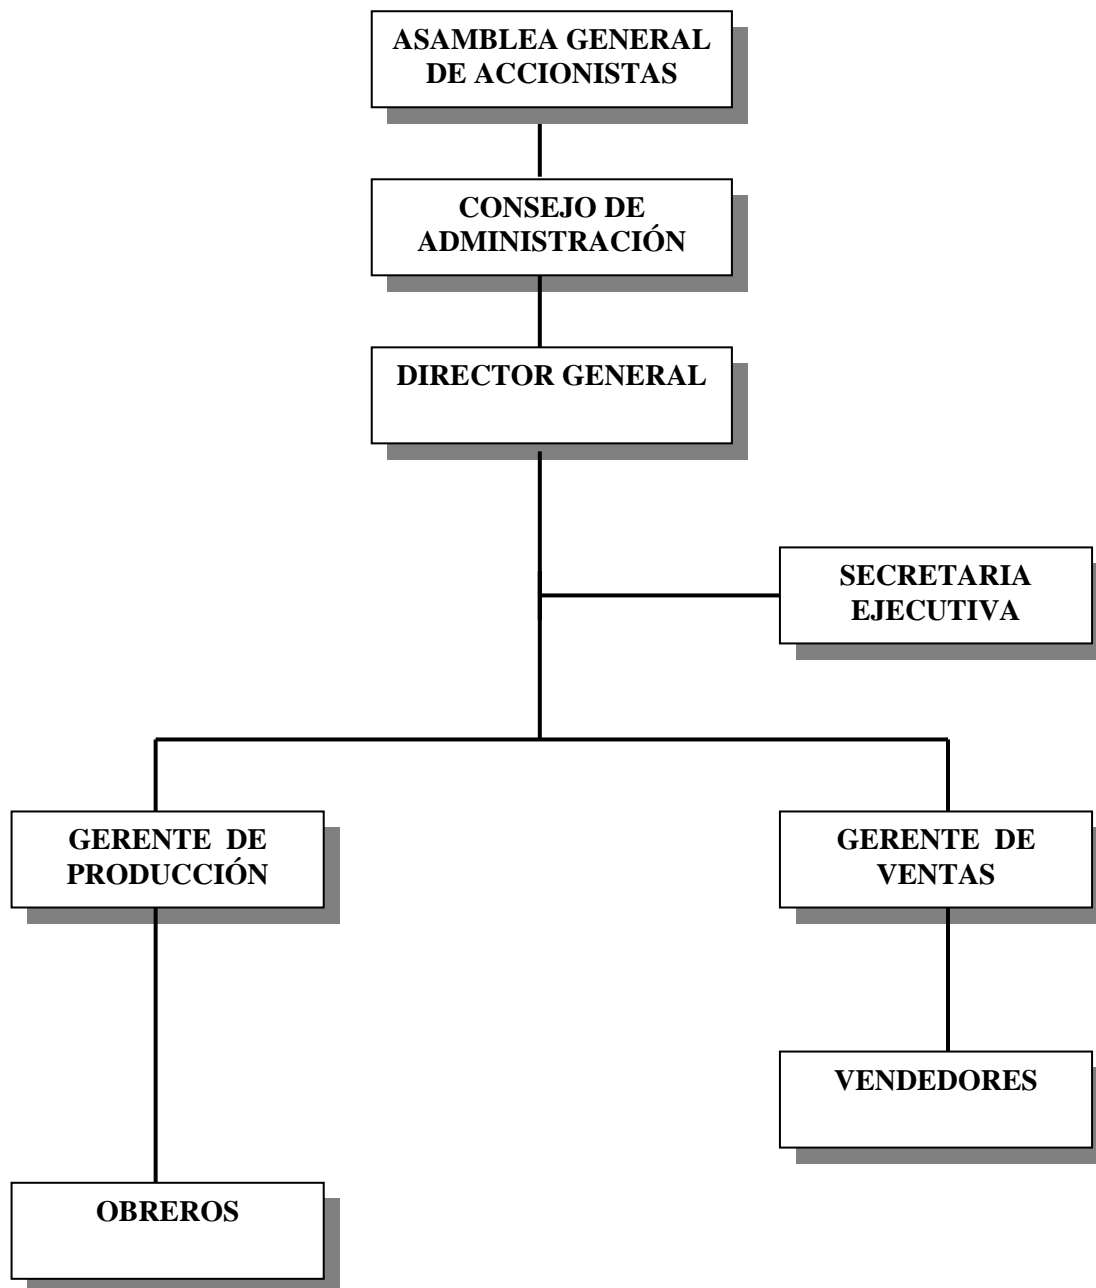 ASAMBLEA GENERAL
DE ACCIONISTAS
CONSEJO DE
ADMINISTRACIÓN
DIRECTOR GENERAL
SECRETARIA
EJECUTIVA
GERENTE  DE
PRODUCCIÓN
GERENTE  DE
VENTAS
VENDEDORES
OBREROS